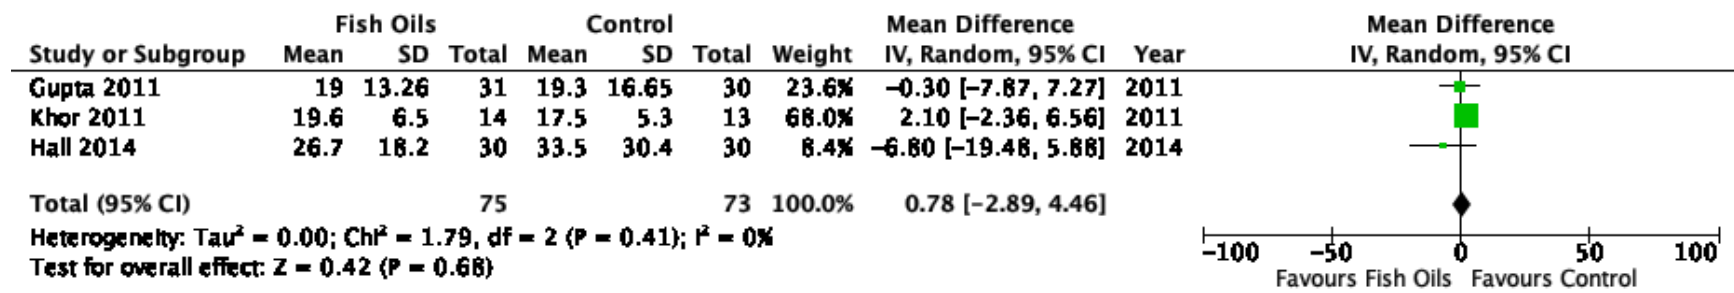 Fish Oils Control Mean Difference Mean Difference
Study or Subgroup Mean SD Total Mean SD Total Weight IV, Random, 95% CI Year IV, Random, 95% CI
Gupta 2011 19 13.26 31 19.3 16.65 30 23.6% −0.30 [−7.87, 7.27] 2011
Khor 2011 19.6 6.5 14 17.5 5.3 13 68.0% 2.10 [−2.36, 6.56] 2011
Hall 2014 26.7 18.2 30 33.5 30.4 30 8.4% −6.80 [−19.48, 5.88] 2014
Total (95% CI) 75 73 100.0% 0.78 [−2.89, 4.46]
Heterogeneity: Tau² = 0.00; Chi² = 1.79, df = 2 (P = 0.41); I² = 0%
Test for overall effect: Z = 0.42 (P = 0.68)
−100 −50 0 50 100
Favours Fish Oils Favours Control